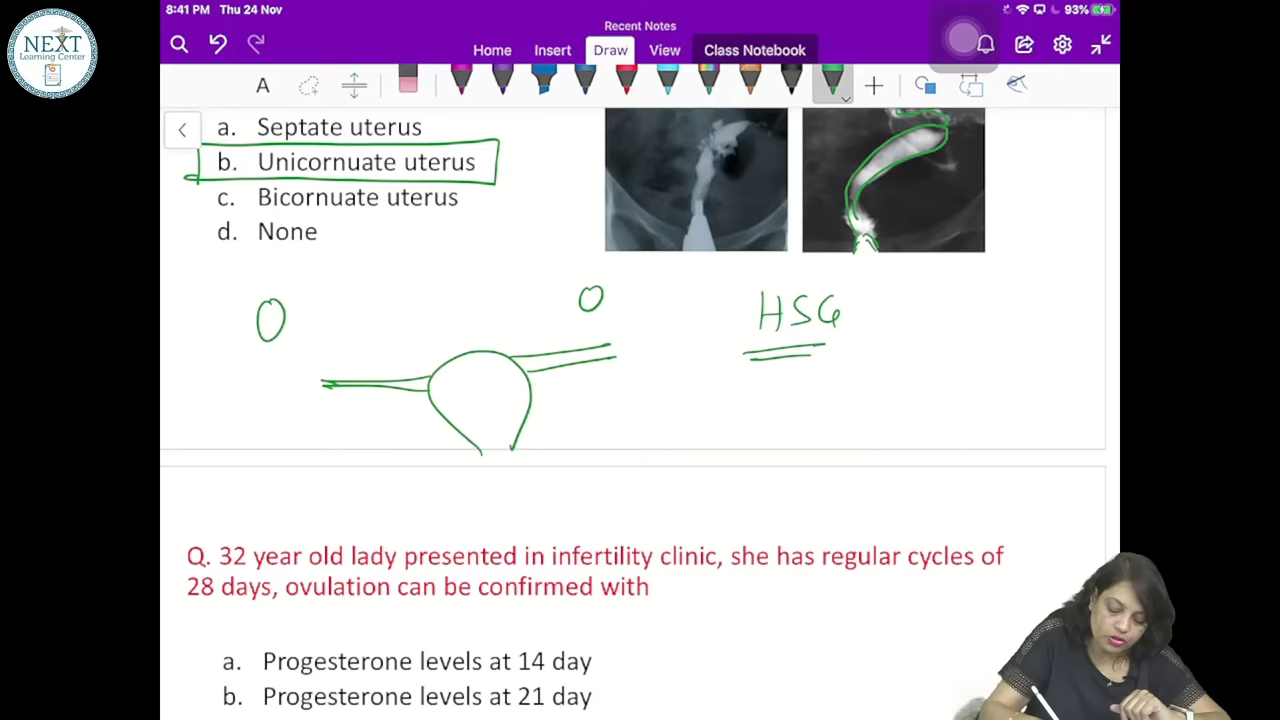 8:41 PM Thu 24 Nov
93%
NEXT
Learning Center
Recent Notes
Home Insert Draw View Class Notebook
A
a. Septate uterus
b. Unicornuate uterus
c. Bicornuate uterus
d. None
HSG
Q. 32 year old lady presented in infertility clinic, she has regular cycles of
28 days, ovulation can be confirmed with
a. Progesterone levels at 14 day
b. Progesterone levels at 21 day